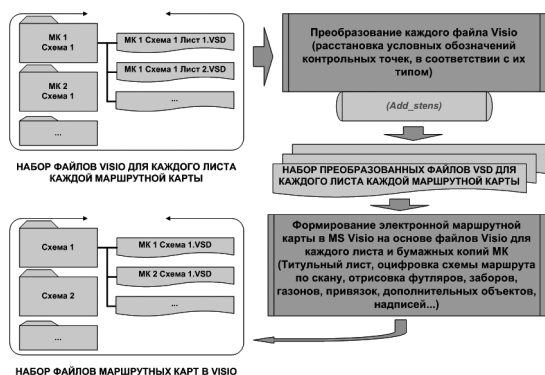 МК 1
Схема 1
МК 1 Схема 1 Лист 1.VSD
МК 1 Схема 1 Лист 2.VSD
...
МК 2
Схема 1
...
НАБОР ФАЙЛОВ VISIO ДЛЯ КАЖДОГО ЛИСТА
КАЖДОЙ МАРШРУТНОЙ КАРТЫ
Преобразование каждого файла Visio
(расстановка условных обозначений
контрольных точек, в соответствии с их
типом)
(Add_stens)
НАБОР ПРЕОБРАЗОВАННЫХ ФАЙЛОВ VSD ДЛЯ
КАЖДОГО ЛИСТА КАЖДОЙ МАРШРУТНОЙ КАРТЫ
Формирование электронной маршрутной
карты в MS Visio на основе файлов Visio для
каждого листа и бумажных копий МК
(Титульный лист, оцифровка схемы маршрута
по скану, отрисовка футляров, заборов,
газонов, привязок, дополнительных объектов,
надписей...)
Схема 1
МК 1 Схема 1.VSD
МК 2 Схема 1.VSD
...
Схема 2
...
НАБОР ФАЙЛОВ МАРШРУТНЫХ КАРТ В VISIO